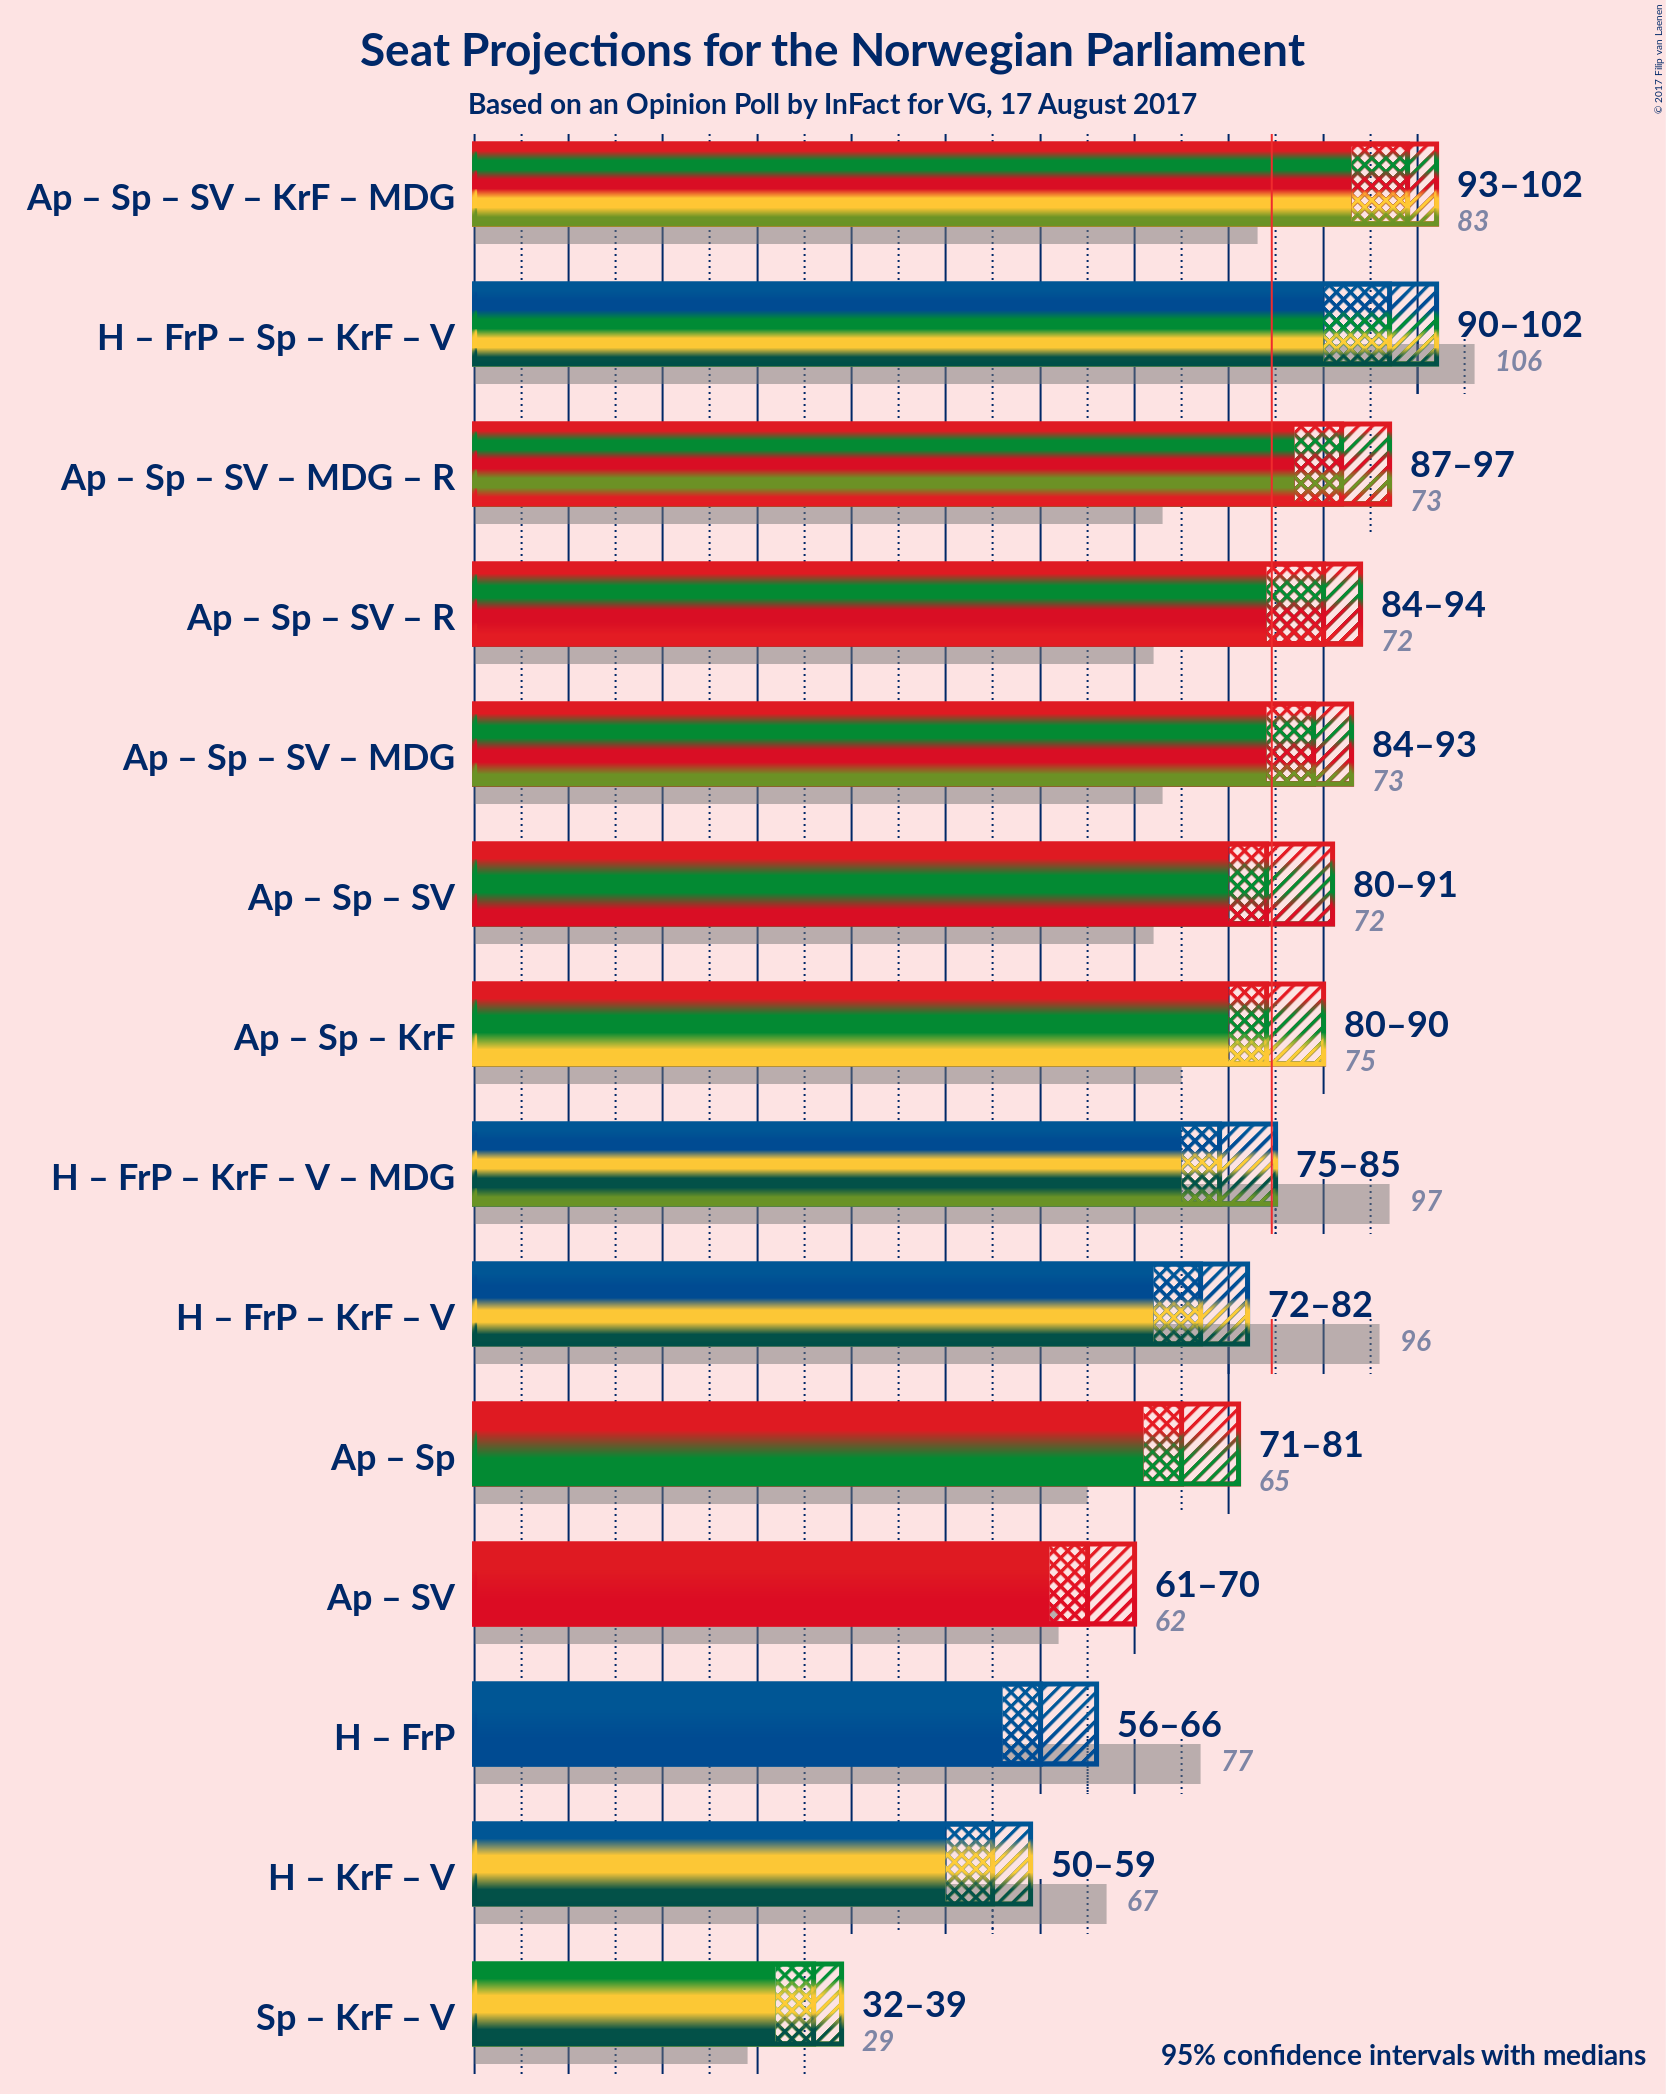 Seat Projections for the Norwegian Parliament
Based on an Opinion Poll by InFact for VG, 17 August 2017
© 2017 Filip van Laenen
Ap – Sp – SV – KrF – MDG
93–102
83
H – FrP – Sp – KrF – V
90–102
106
Ap – Sp – SV – MDG – R
87–97
73
Ap – Sp – SV – R
84–94
72
Ap – Sp – SV – MDG
84–93
73
Ap – Sp – SV
80–91
72
Ap – Sp – KrF
80–90
75
H – FrP – KrF – V – MDG
75–85
97
H – FrP – KrF – V
72–82
96
Ap – Sp
71–81
65
Ap – SV
61–70
62
H – FrP
56–66
77
H – KrF – V
50–59
67
Sp – KrF – V
32–39
29
95% confidence intervals with medians